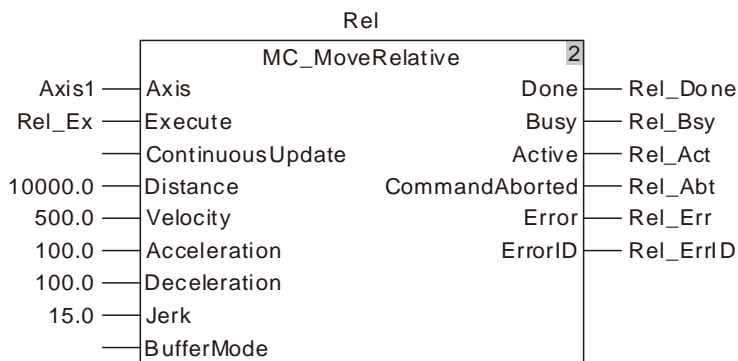 Rel
MC_MoveRelative 2
Axis1 Axis Done Rel_Done
Rel_Ex Execute Busy Rel_Bsy
ContinuousUpdate Active Rel_Act
10000.0 Distance CommandAborted Rel_Abt
500.0 Velocity Error Rel_Err
100.0 Acceleration ErrorID Rel_ErrID
100.0 Deceleration
15.0 Jerk
BufferMode